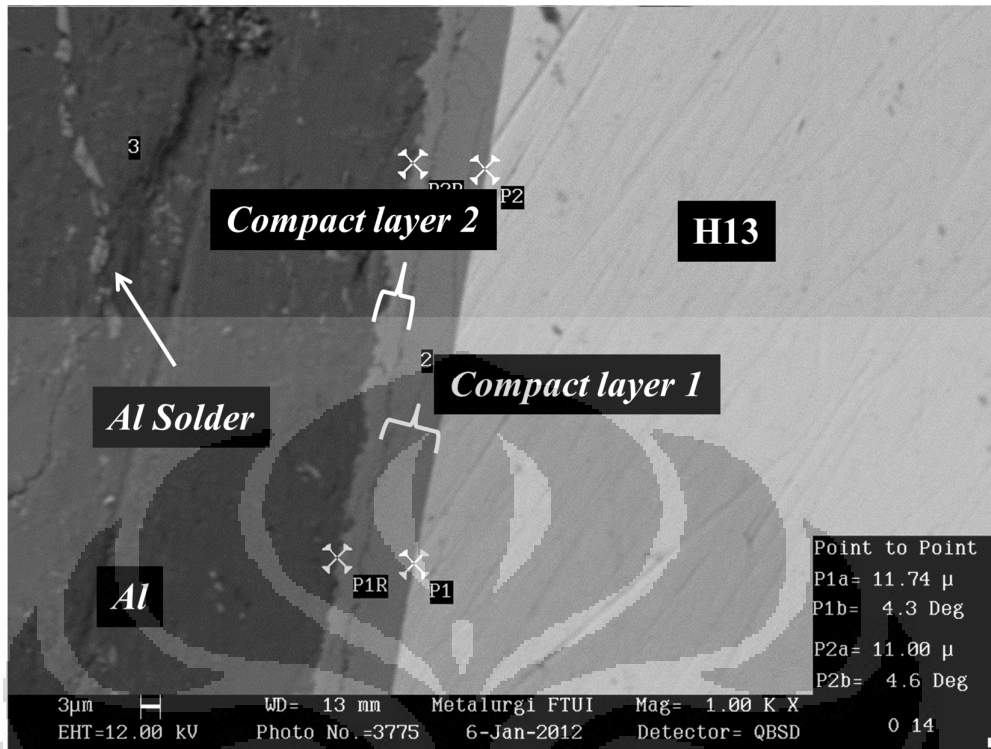 3
P2R
P2
Compact layer 2
H13
2
Compact layer 1
Al Solder
P1R
P1
Al
Point to Point
P1a= 11.74 µ
P1b= 4.3 Deg
P2a= 11.00 µ
P2b= 4.6 Deg
0 14
3µm WD= 13 mm Metalurgi FTUI Mag= 1.00 K X
EHT=12.00 kV Photo No.=3775 6-Jan-2012 Detector= QBSD